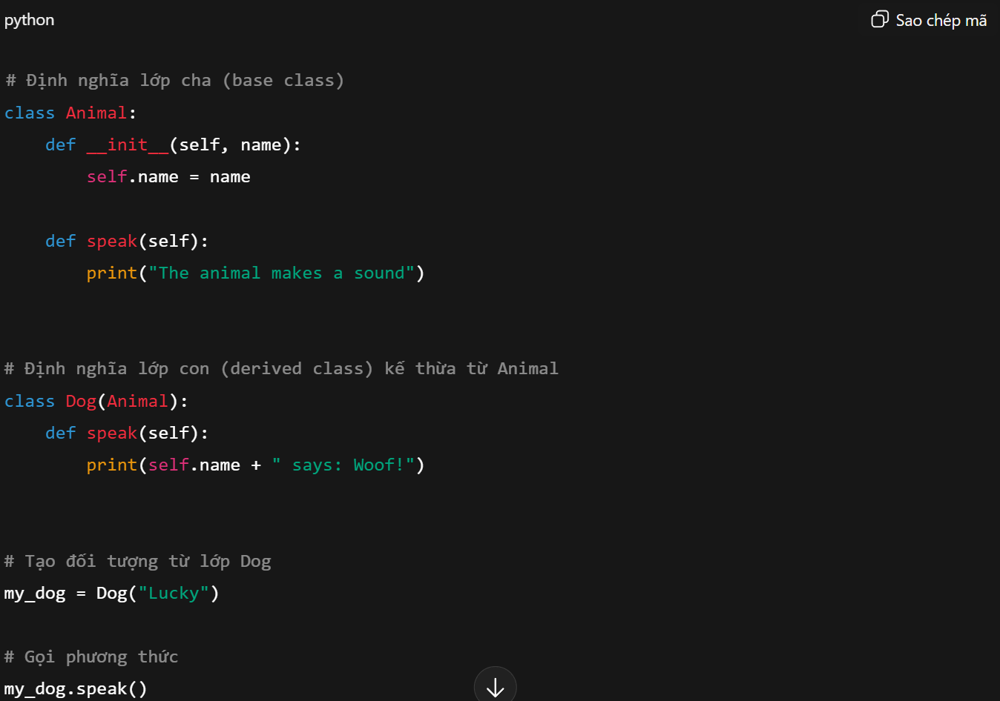 python
Sao chép mã
# Định nghĩa lớp cha (base class)
class Animal:
    def __init__(self, name):
        self.name = name
    def speak(self):
        print("The animal makes a sound")
# Định nghĩa lớp con (derived class) kế thừa từ Animal
class Dog(Animal):
    def speak(self):
        print(self.name + " says: Woof!")
# Tạo đối tượng từ lớp Dog
my_dog = Dog("Lucky")
# Gọi phương thức
my_dog.speak()